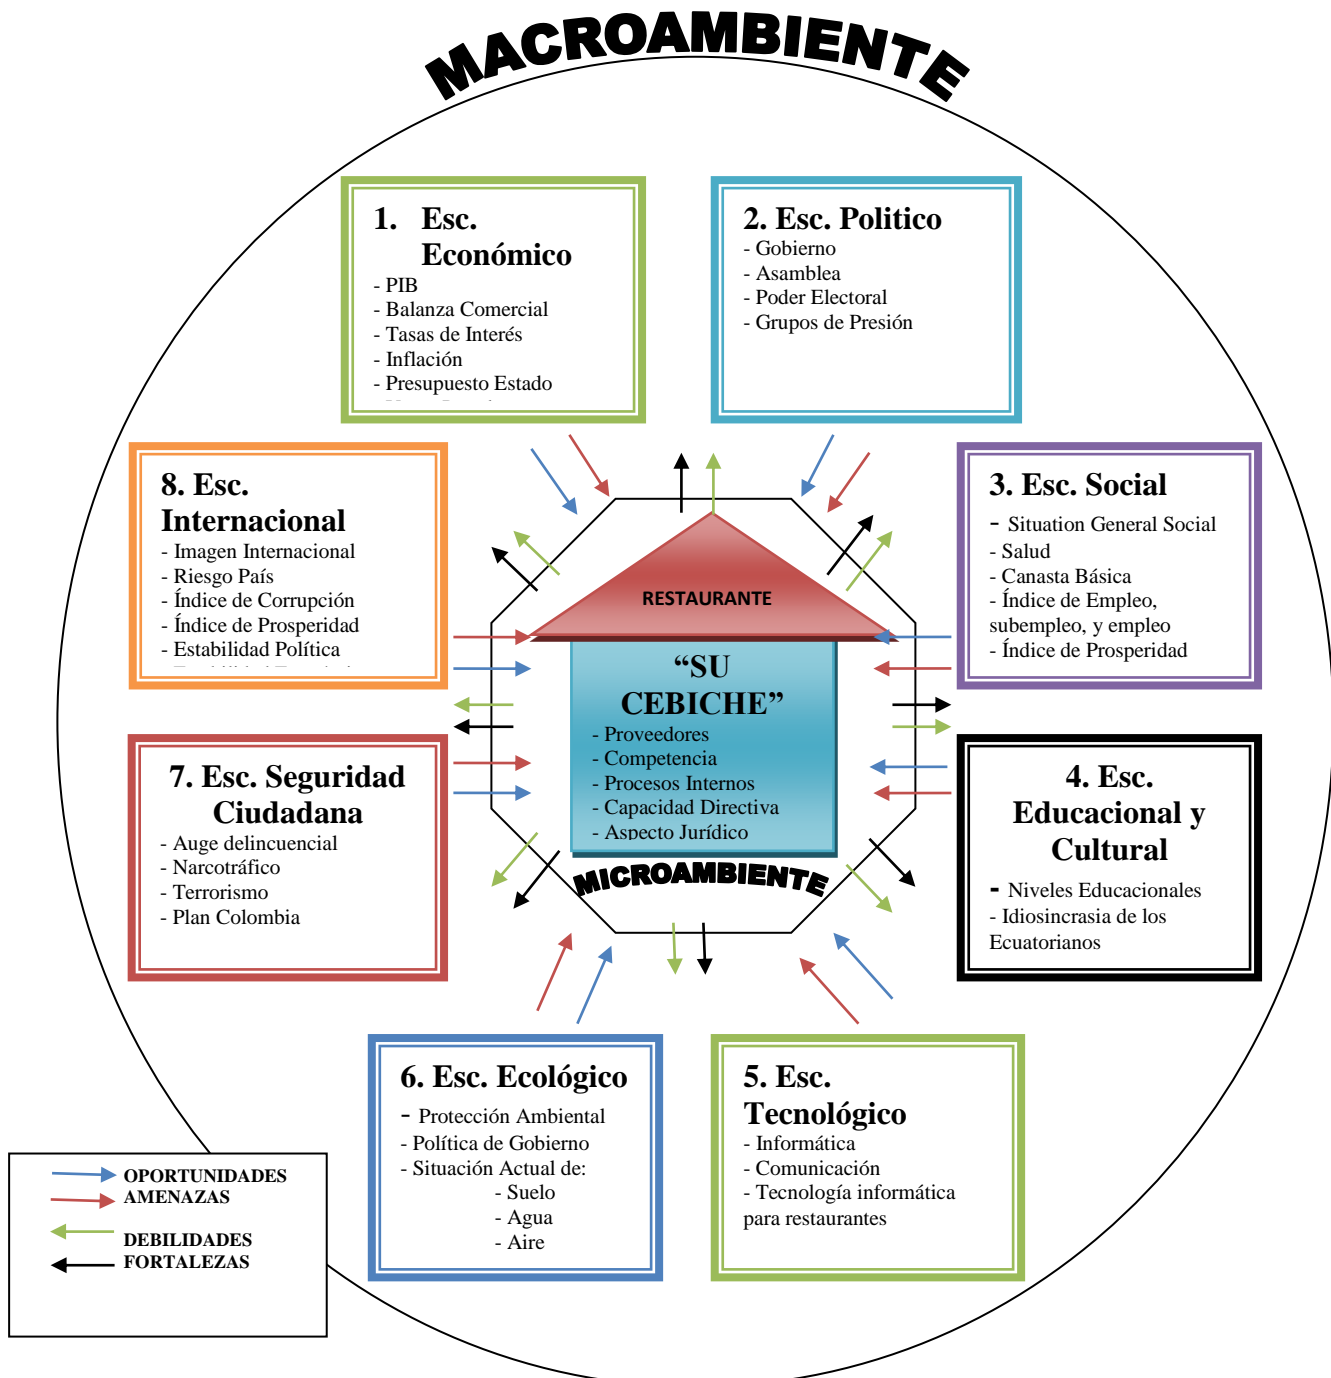 MACROAMBIENTE
1. Esc.
Económico
- PIB
- Balanza Comercial
- Tasas de Interés
- Inflación
- Presupuesto Estado
2. Esc. Politico
- Gobierno
- Asamblea
- Poder Electoral
- Grupos de Presión
8. Esc.
Internacional
- Imagen Internacional
- Riesgo País
- Índice de Corrupción
- Índice de Prosperidad
- Estabilidad Política
3. Esc. Social
- Situation General Social
- Salud
- Canasta Básica
- Índice de Empleo,
subempleo, y empleo
- Índice de Prosperidad
RESTAURANTE
“SU
CEBICHE”
- Proveedores
- Competencia
- Procesos Internos
- Capacidad Directiva
- Aspecto Jurídico
MICROAMBIENTE
7. Esc. Seguridad
Ciudadana
- Auge delincuencial
- Narcotráfico
- Terrorismo
- Plan Colombia
4. Esc.
Educacional y
Cultural
- Niveles Educacionales
- Idiosincrasia de los
Ecuatorianos
6. Esc. Ecológico
- Protección Ambiental
- Política de Gobierno
- Situación Actual de:
- Suelo
- Agua
- Aire
5. Esc.
Tecnológico
- Informática
- Comunicación
- Tecnología informática
para restaurantes
OPORTUNIDADES
AMENAZAS
DEBILIDADES
FORTALEZAS